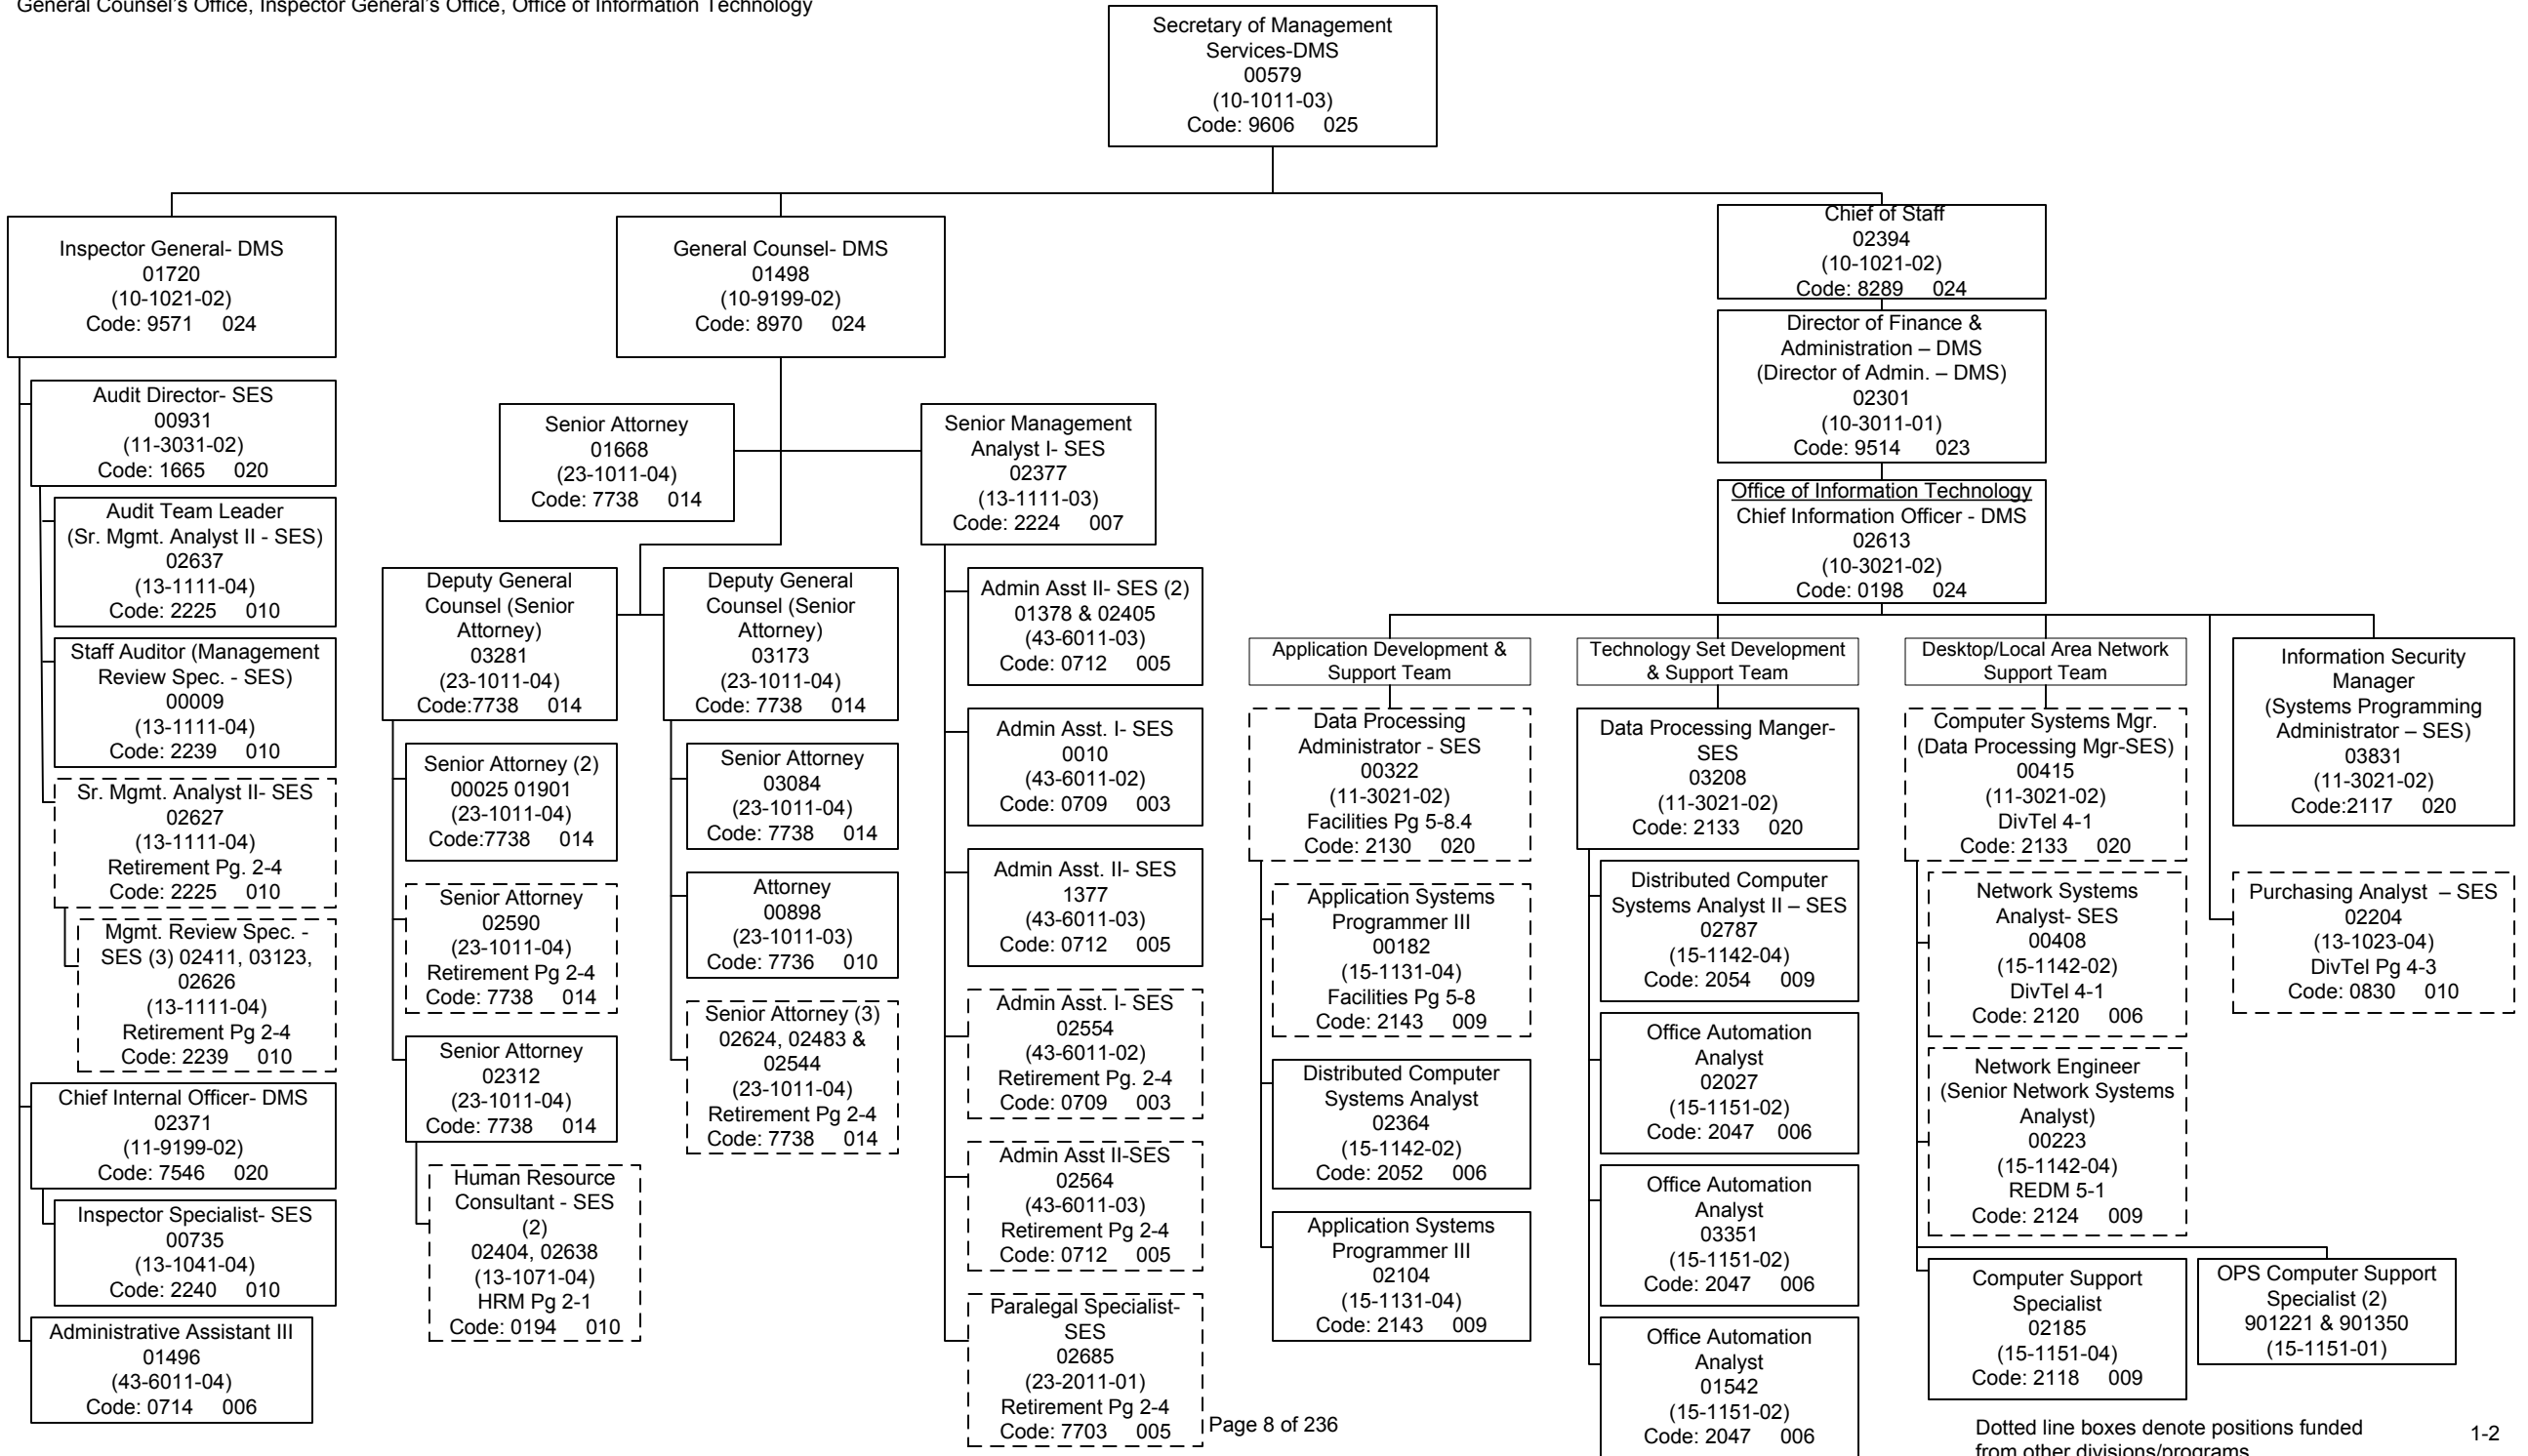 General Counsel's Office, Inspector General's Office, Office of Information Technology
Secretary of Management
Services-DMS
00579
(10-1011-03)
Code: 9606 025
Inspector General- DMS
01720
(10-1021-02)
Code: 9571 024
Audit Director- SES
00931
(11-3031-02)
Code: 1665 020
Audit Team Leader
(Sr. Mgmt. Analyst II - SES)
02637
(13-1111-04)
Code: 2225 010
Staff Auditor (Management
Review Spec. - SES)
00009
(13-1111-04)
Code: 2239 010
Sr. Mgmt. Analyst II- SES
02627
(13-1111-04)
Retirement Pg. 2-4
Code: 2225 010
Mgmt. Review Spec. -
SES (3) 02411, 03123,
02626
(13-1111-04)
Retirement Pg 2-4
Code: 2239 010
Chief Internal Officer- DMS
02371
(11-9199-02)
Code: 7546 020
Inspector Specialist- SES
00735
(13-1041-04)
Code: 2240 010
Administrative Assistant III
01496
(43-6011-04)
Code: 0714 006
General Counsel- DMS
01498
(10-9199-02)
Code: 8970 024
Senior Attorney
01668
(23-1011-04)
Code: 7738 014
Senior Management
Analyst I- SES
02377
(13-1111-03)
Code: 2224 007
Deputy General
Counsel (Senior
Attorney)
03281
(23-1011-04)
Code:7738 014
Senior Attorney (2)
00025 01901
(23-1011-04)
Code:7738 014
Senior Attorney
02590
(23-1011-04)
Retirement Pg 2-4
Code: 7738 014
Senior Attorney
02312
(23-1011-04)
Code: 7738 014
Human Resource
Consultant - SES
(2)
02404, 02638
(13-1071-04)
HRM Pg 2-1
Code: 0194 010
Deputy General
Counsel (Senior
Attorney)
03173
(23-1011-04)
Code: 7738 014
Senior Attorney
03084
(23-1011-04)
Code: 7738 014
Attorney
00898
(23-1011-03)
Code: 7736 010
Senior Attorney (3)
02624, 02483 &
02544
(23-1011-04)
Retirement Pg 2-4
Code: 7738 014
Admin Asst II- SES (2)
01378 & 02405
(43-6011-03)
Code: 0712 005
Admin Asst. I- SES
0010
(43-6011-02)
Code: 0709 003
Admin Asst. II- SES
1377
(43-6011-03)
Code: 0712 005
Admin Asst. I- SES
02554
(43-6011-02)
Retirement Pg. 2-4
Code: 0709 003
Admin Asst II-SES
02564
(43-6011-03)
Retirement Pg 2-4
Code: 0712 005
Paralegal Specialist-
SES
02685
(23-2011-01)
Retirement Pg 2-4
Code: 7703 005
Chief of Staff
02394
(10-1021-02)
Code: 8289 024
Director of Finance &
Administration – DMS
(Director of Admin. – DMS)
02301
(10-3011-01)
Code: 9514 023
Office of Information Technology
Chief Information Officer - DMS
02613
(10-3021-02)
Code: 0198 024
Application Development &
Support Team
Data Processing
Administrator - SES
00322
(11-3021-02)
Facilities Pg 5-8.4
Code: 2130 020
Application Systems
Programmer III
00182
(15-1131-04)
Facilities Pg 5-8
Code: 2143 009
Distributed Computer
Systems Analyst
02364
(15-1142-02)
Code: 2052 006
Application Systems
Programmer III
02104
(15-1131-04)
Code: 2143 009
Technology Set Development
& Support Team
Data Processing Manger-
SES
03208
(11-3021-02)
Code: 2133 020
Distributed Computer
Systems Analyst II – SES
02787
(15-1142-04)
Code: 2054 009
Office Automation
Analyst
02027
(15-1151-02)
Code: 2047 006
Office Automation
Analyst
03351
(15-1151-02)
Code: 2047 006
Office Automation
Analyst
01542
(15-1151-02)
Code: 2047 006
Desktop/Local Area Network
Support Team
Computer Systems Mgr.
(Data Processing Mgr-SES)
00415
(11-3021-02)
DivTel 4-1
Code: 2133 020
Network Systems
Analyst- SES
00408
(15-1142-02)
DivTel 4-1
Code: 2120 006
Network Engineer
(Senior Network Systems
Analyst)
00223
(15-1142-04)
REDM 5-1
Code: 2124 009
Computer Support
Specialist
02185
(15-1151-04)
Code: 2118 009
OPS Computer Support
Specialist (2)
901221 & 901350
(15-1151-01)
Information Security
Manager
(Systems Programming
Administrator – SES)
03831
(11-3021-02)
Code:2117 020
Purchasing Analyst – SES
02204
(13-1023-04)
DivTel Pg 4-3
Code: 0830 010
Page 8 of 236
Dotted line boxes denote positions funded
from other divisions/programs
1-2